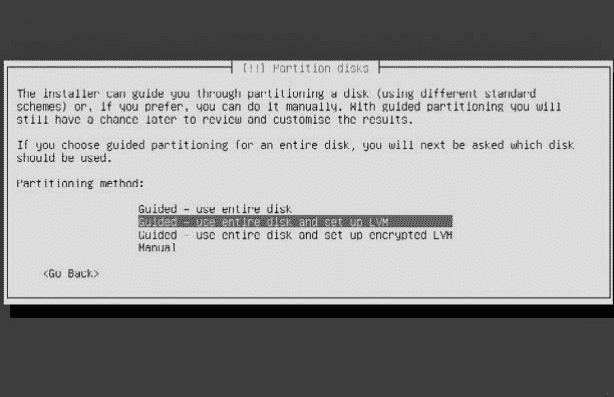 [!!] Partition disks
The installer can guide you through partitioning a disk (using different standard
schemes) or, if you prefer, you can do it manually. With guided partitioning you will
still have a chance later to review and customise the results.
If you choose guided partitioning for an entire disk, you will next be asked which disk
should be used.
Partitioning method:
Guided - use entire disk
Guided - use entire disk and set up LVM
Guided - use entire disk and set up encrypted LVM
Manual
<Go Back>